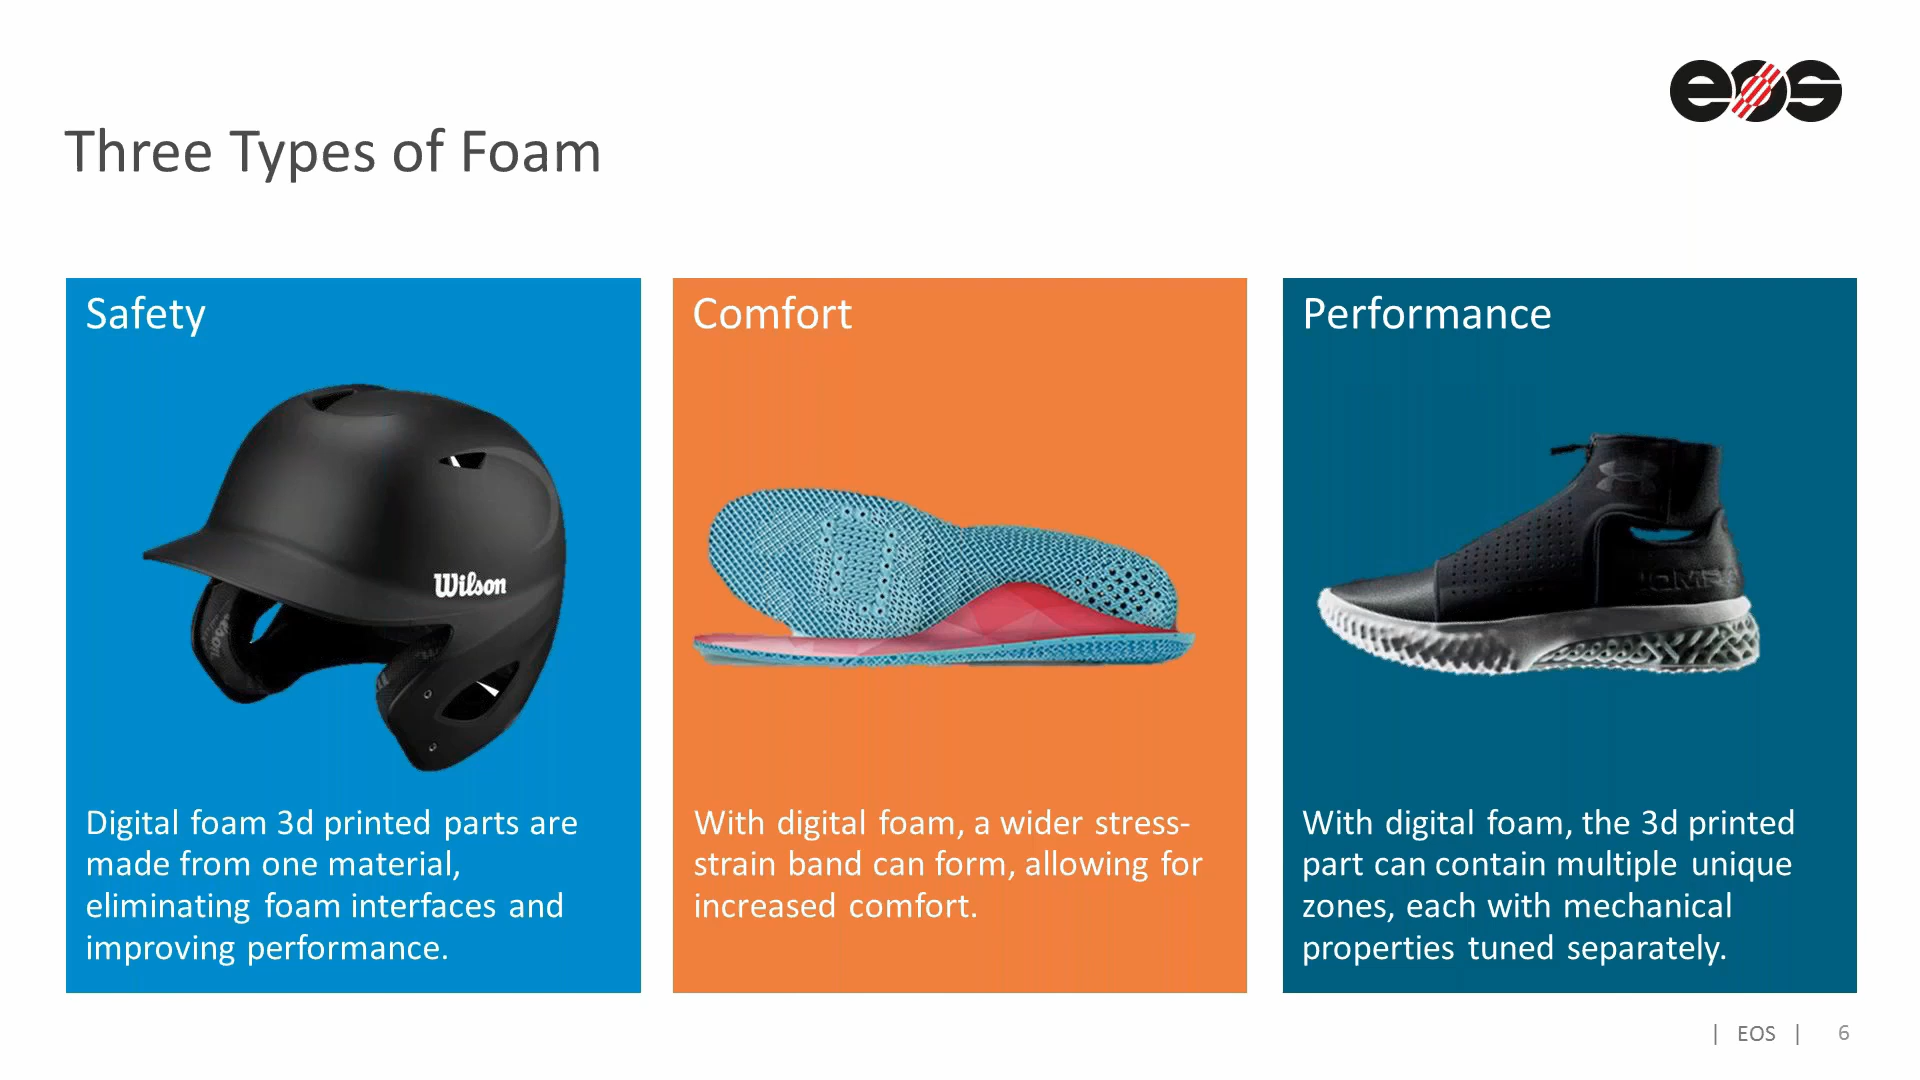 eos
Three Types of Foam
Safety
Wilson
Digital foam 3d printed parts are
made from one material,
eliminating foam interfaces and
improving performance.
Comfort
With digital foam, a wider stress-
strain band can form, allowing for
increased comfort.
Performance
With digital foam, the 3d printed
part can contain multiple unique
zones, each with mechanical
properties tuned separately.
| EOS | 6